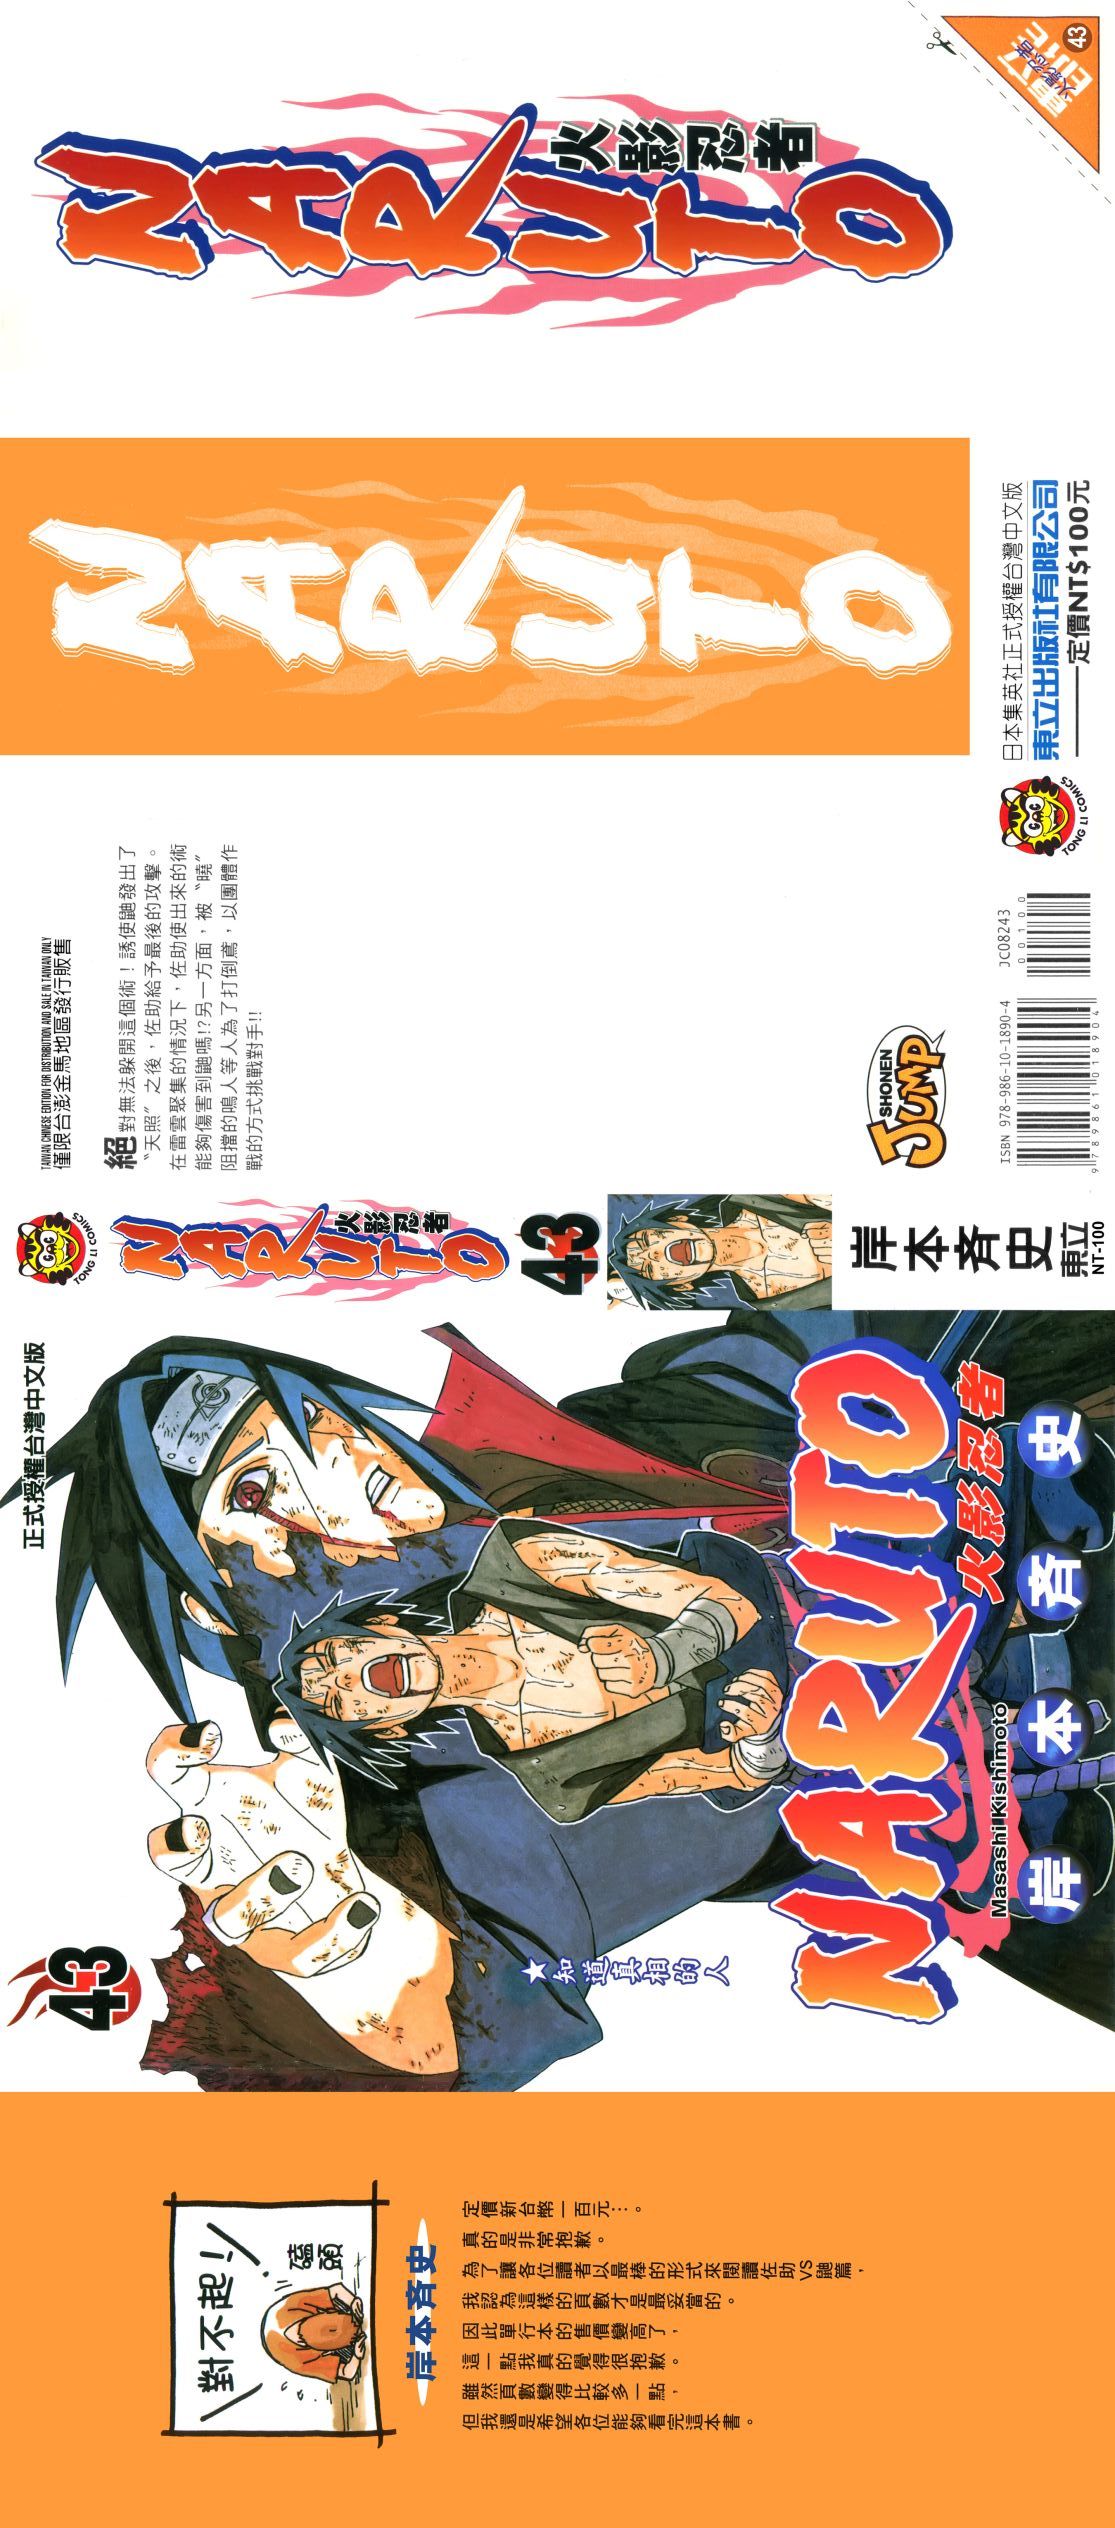 43
東立
火影忍者
NARUTO
火影忍者
NARUTO
日本集英社正式授權台灣中文版
東立出版社有限公司
定價NT$100元
TONG LI COMICS
TAIWAN CHINESE EDITION FOR DISTRIBUTION AND SALE IN TAIWAN ONLY
僅限台澎金馬地區發行販售
絕對無法躲開這個術！誘使鼬發出了
〝天照〞之後，佐助給予最後的攻擊。
在雷雲聚集的情況下，佐助使出來的術
能夠傷害到鼬嗎!?另一方面，被〝曉〞
阻擋的鳴人等人為了打倒鳶，以團體作
戰的方式挑戰對手!!
SHONEN
JUMP
JC08243
00100
ISBN 978-986-10-1890-4
9789861018904
TONG LI COMICS
NARUTO
火影忍者
43
岸本斉史
東立
NT-100
正式授權台灣中文版
43
★知道真相的人
NARUTO
火影忍者
Masashi Kishimoto
岸本斉史
對不起!!
磕頭
岸本斉史
定價新台幣一百元…。
真的是非常抱歉。
為了讓各位讀者以最棒的形式來閱讀佐助VS鼬篇，
我認為這樣的頁數才是最妥當的。
因此單行本的售價變高了，
這一點我真的覺得很抱歉。
雖然頁數變得比較多一點，
但我還是希望各位能夠看完這本書。